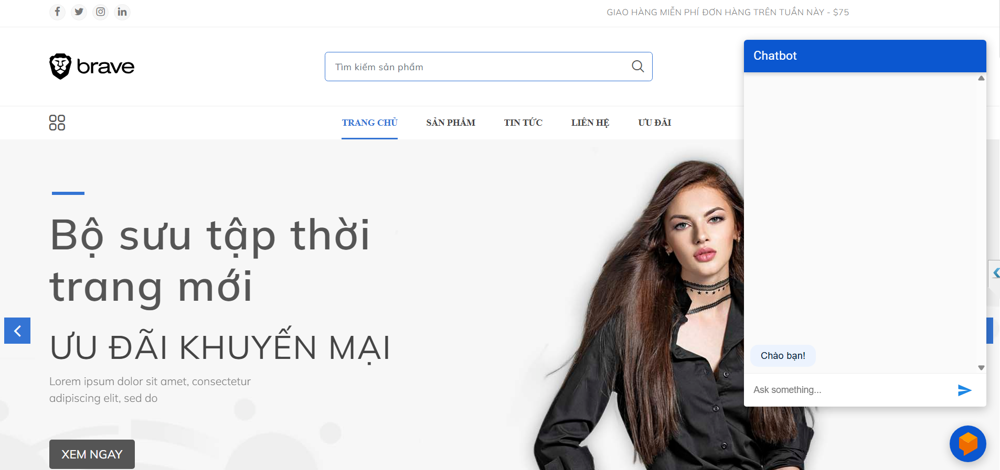 GIAO HÀNG MIỄN PHÍ ĐƠN HÀNG TRÊN TUẦN NÀY - $75
brave
Tìm kiếm sản phẩm
TRANG CHỦ
SẢN PHẨM
TIN TỨC
LIÊN HỆ
ƯU ĐÃI
Bộ sưu tập thời
trang mới
ƯU ĐÃI KHUYẾN MẠI
Lorem ipsum dolor sit amet, consectetur
adipiscing elit, sed do
XEM NGAY
Chatbot
Chào bạn!
Ask something...